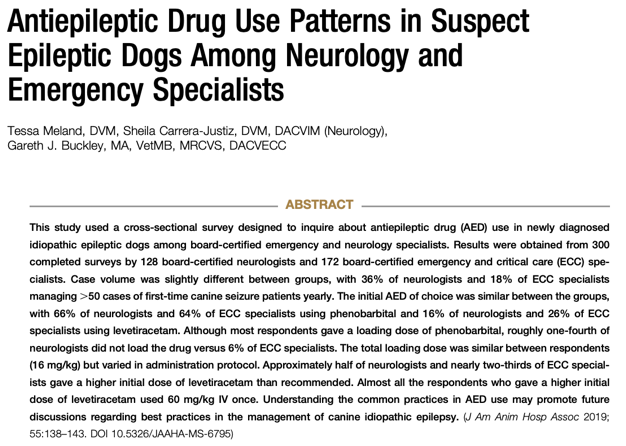 Antiepileptic Drug Use Patterns in Suspect
Epileptic Dogs Among Neurology and
Emergency Specialists
Tessa Meland, DVM, Sheila Carrera-Justiz, DVM, DACVIM (Neurology),
Gareth J. Buckley, MA, VetMB, MRCVS, DACVECC
ABSTRACT
This study used a cross-sectional survey designed to inquire about antiepileptic drug (AED) use in newly diagnosed
idiopathic epileptic dogs among board-certified emergency and neurology specialists. Results were obtained from 300
completed surveys by 128 board-certified neurologists and 172 board-certified emergency and critical care (ECC) spe-
cialists. Case volume was slightly different between groups, with 36% of neurologists and 18% of ECC specialists
managing >50 cases of first-time canine seizure patients yearly. The initial AED of choice was similar between the groups,
with 66% of neurologists and 64% of ECC specialists using phenobarbital and 16% of neurologists and 26% of ECC
specialists using levetiracetam. Although most respondents gave a loading dose of phenobarbital, roughly one-fourth of
neurologists did not load the drug versus 6% of ECC specialists. The total loading dose was similar between respondents
(16 mg/kg) but varied in administration protocol. Approximately half of neurologists and nearly two-thirds of ECC special-
ists gave a higher initial dose of levetiracetam than recommended. Almost all the respondents who gave a higher initial
dose of levetiracetam used 60 mg/kg IV once. Understanding the common practices in AED use may promote future
discussions regarding best practices in the management of canine idiopathic epilepsy. (J Am Anim Hosp Assoc 2019;
55:138–143. DOI 10.5326/JAAHA-MS-6795)